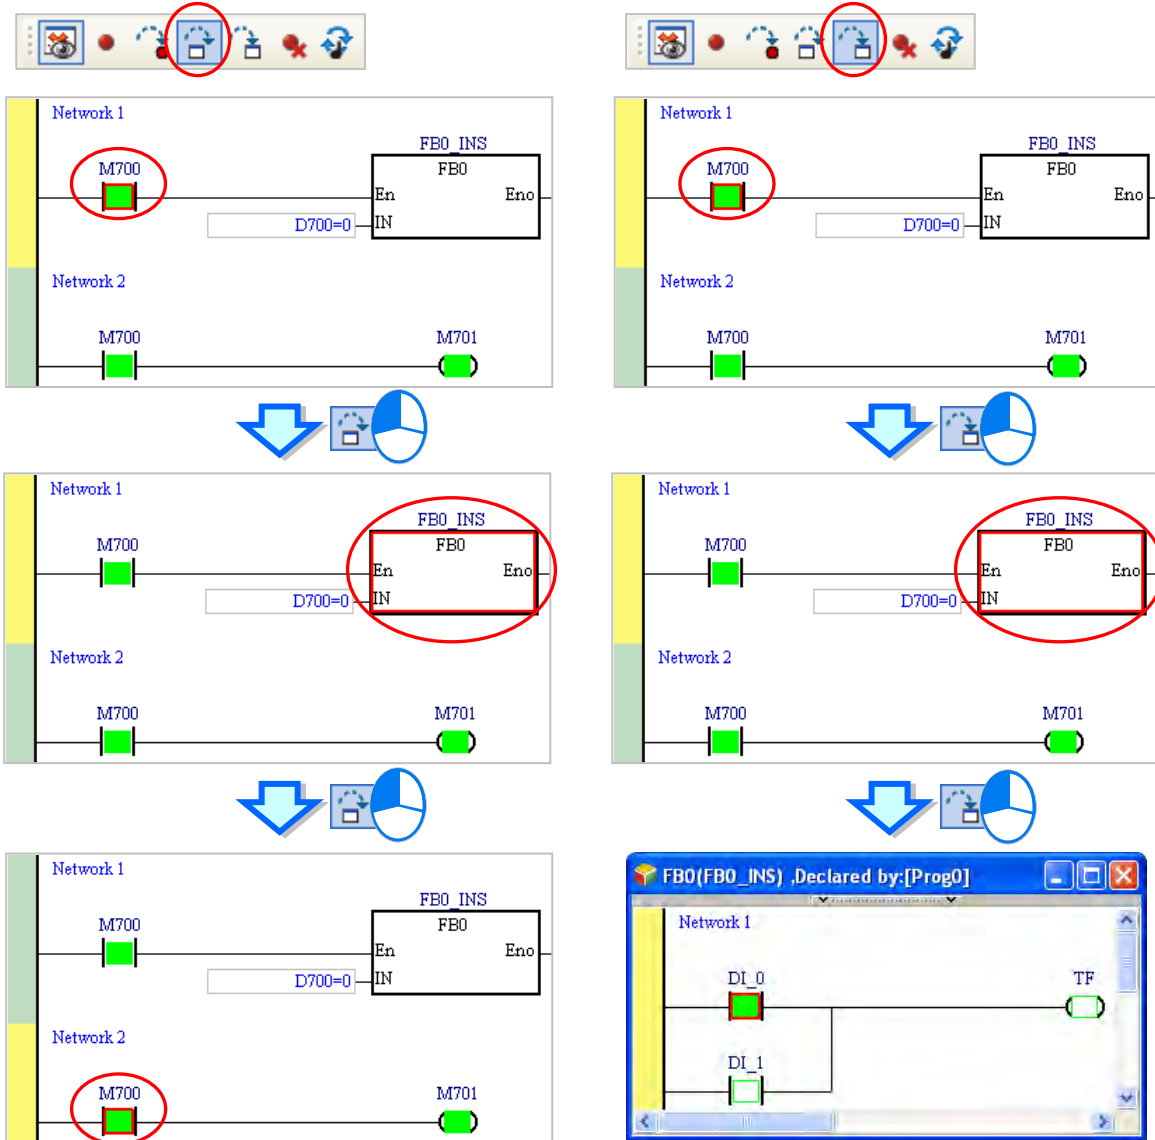 Network 1
FB0_INS
M700
FB0
En
Eno
D700=0
IN
Network 2
M700
M701
Network 1
FB0_INS
M700
FB0
En
Eno
D700=0
IN
Network 2
M700
M701
Network 1
FB0_INS
M700
FB0
En
Eno
D700=0
IN
Network 2
M700
M701
Network 1
FB0_INS
M700
FB0
En
Eno
D700=0
IN
Network 2
M700
M701
Network 1
FB0_INS
M700
FB0
En
Eno
D700=0
IN
Network 2
M700
M701
FB0(FB0_INS) ,Declared by:[Prog0]
Network 1
DI_0
TF
DI_1